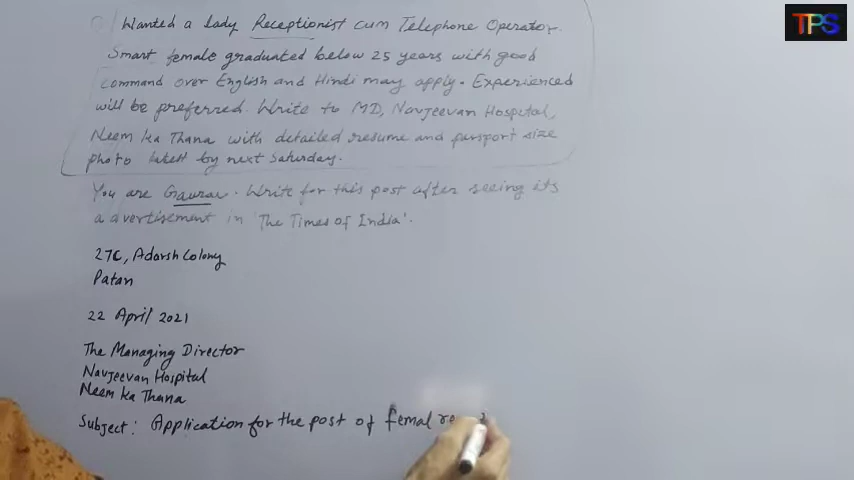 TPS
Wanted a lady Receptionist cum Telephone Operator.
Smart female graduated below 25 years with good
command over English and Hindi may apply. Experienced
will be preferred. Write to MD, Navjeevan Hospital,
Neem ka Thana with detailed resume and passport size
photo latest by next Saturday.
You are Gaurav. Write for this post after seeing its
advertisement in 'The Times of India'.
27C, Adarsh Colony
Patan
22 April 2021
The Managing Director
Navjeevan Hospital
Neem ka Thana
Subject: Application for the post of femal